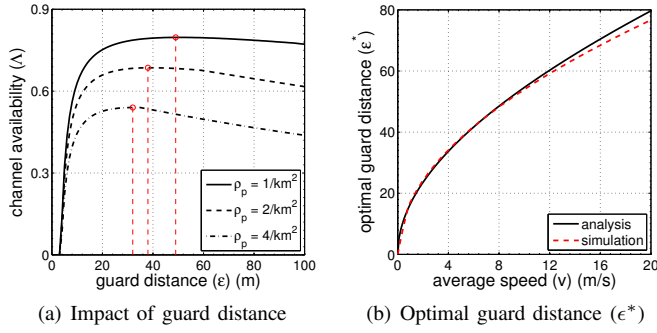 0.9
0.6
0.3
0
channel availability (Λ)
0 20 40 60 80 100
guard distance (ε) (m)
ρp = 1/km²
ρp = 2/km²
ρp = 4/km²
(a) Impact of guard distance
80
60
40
20
0
optimal guard distance (ε*)
0 4 8 12 16 20
average speed (v) (m/s)
analysis
simulation
(b) Optimal guard distance (ϵ*)